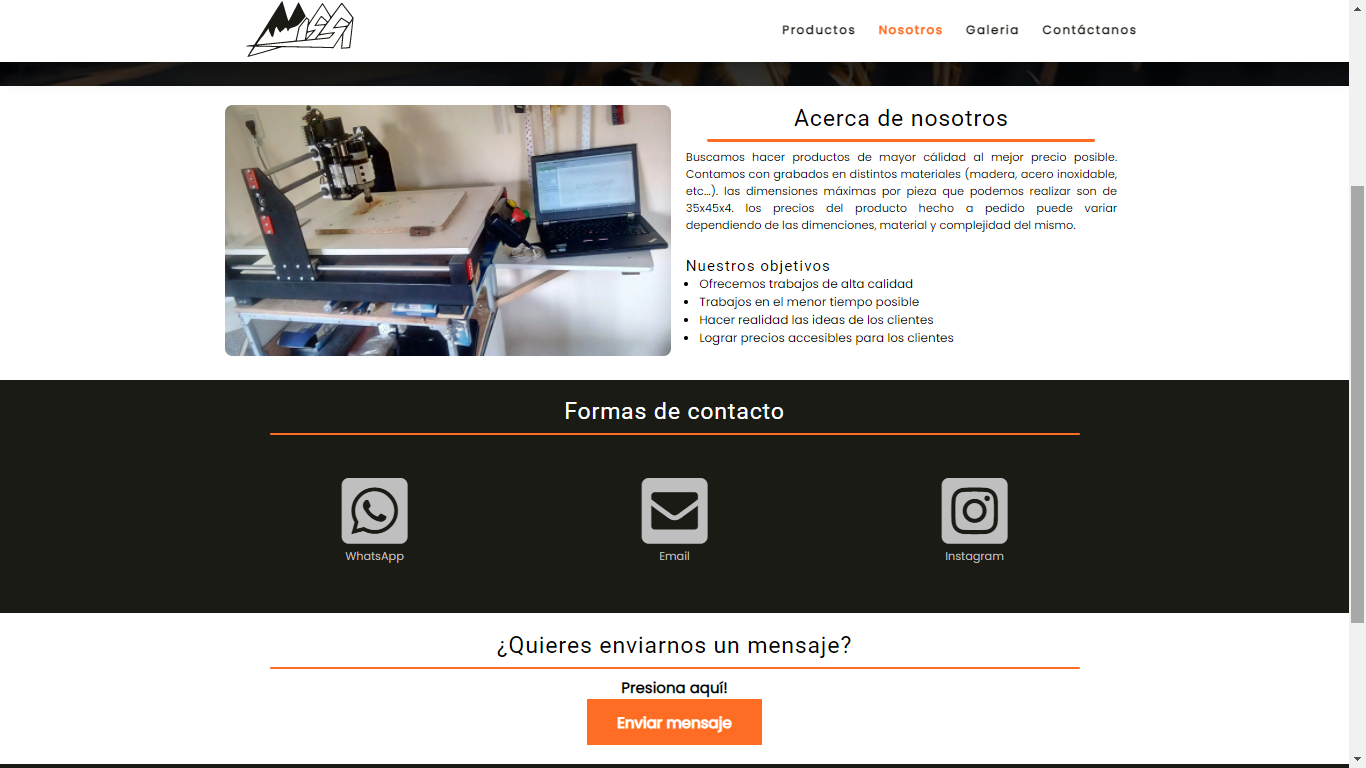 Missi
Productos Nosotros Galeria Contáctanos
Acerca de nosotros
Buscamos hacer productos de mayor cálidad al mejor precio posible.
Contamos con grabados en distintos materiales (madera, acero inoxidable,
etc...). las dimensiones máximas por pieza que podemos realizar son de
35x45x4. los precios del producto hecho a pedido puede variar
dependiendo de las dimenciones, material y complejidad del mismo.
Nuestros objetivos
Ofrecemos trabajos de alta calidad
Trabajos en el menor tiempo posible
Hacer realidad las ideas de los clientes
Lograr precios accesibles para los clientes
Formas de contacto
WhatsApp Email Instagram
¿Quieres enviarnos un mensaje?
Presiona aquí!
Enviar mensaje